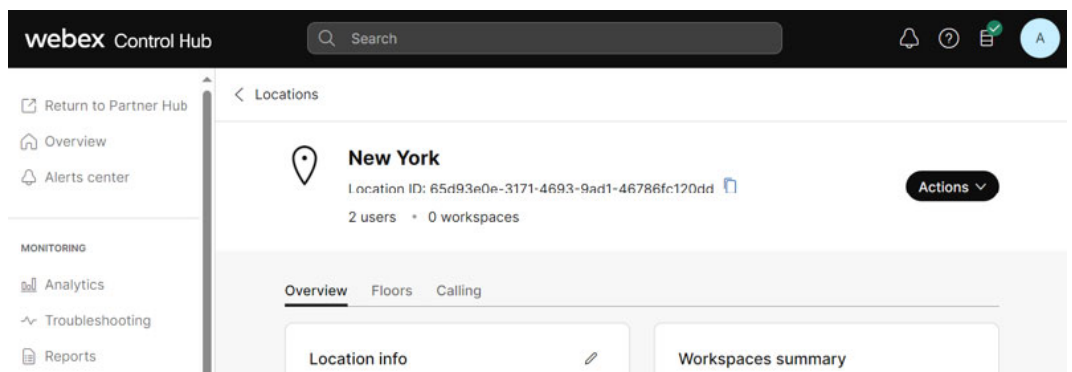 webex Control Hub
Search
A
Return to Partner Hub
Overview
Alerts center
MONITORING
Analytics
Troubleshooting
Reports
Locations
New York
Location ID: 65d93e0e-3171-4693-9ad1-46786fc120dd
2 users • 0 workspaces
Actions
Overview Floors Calling
Location info
Workspaces summary